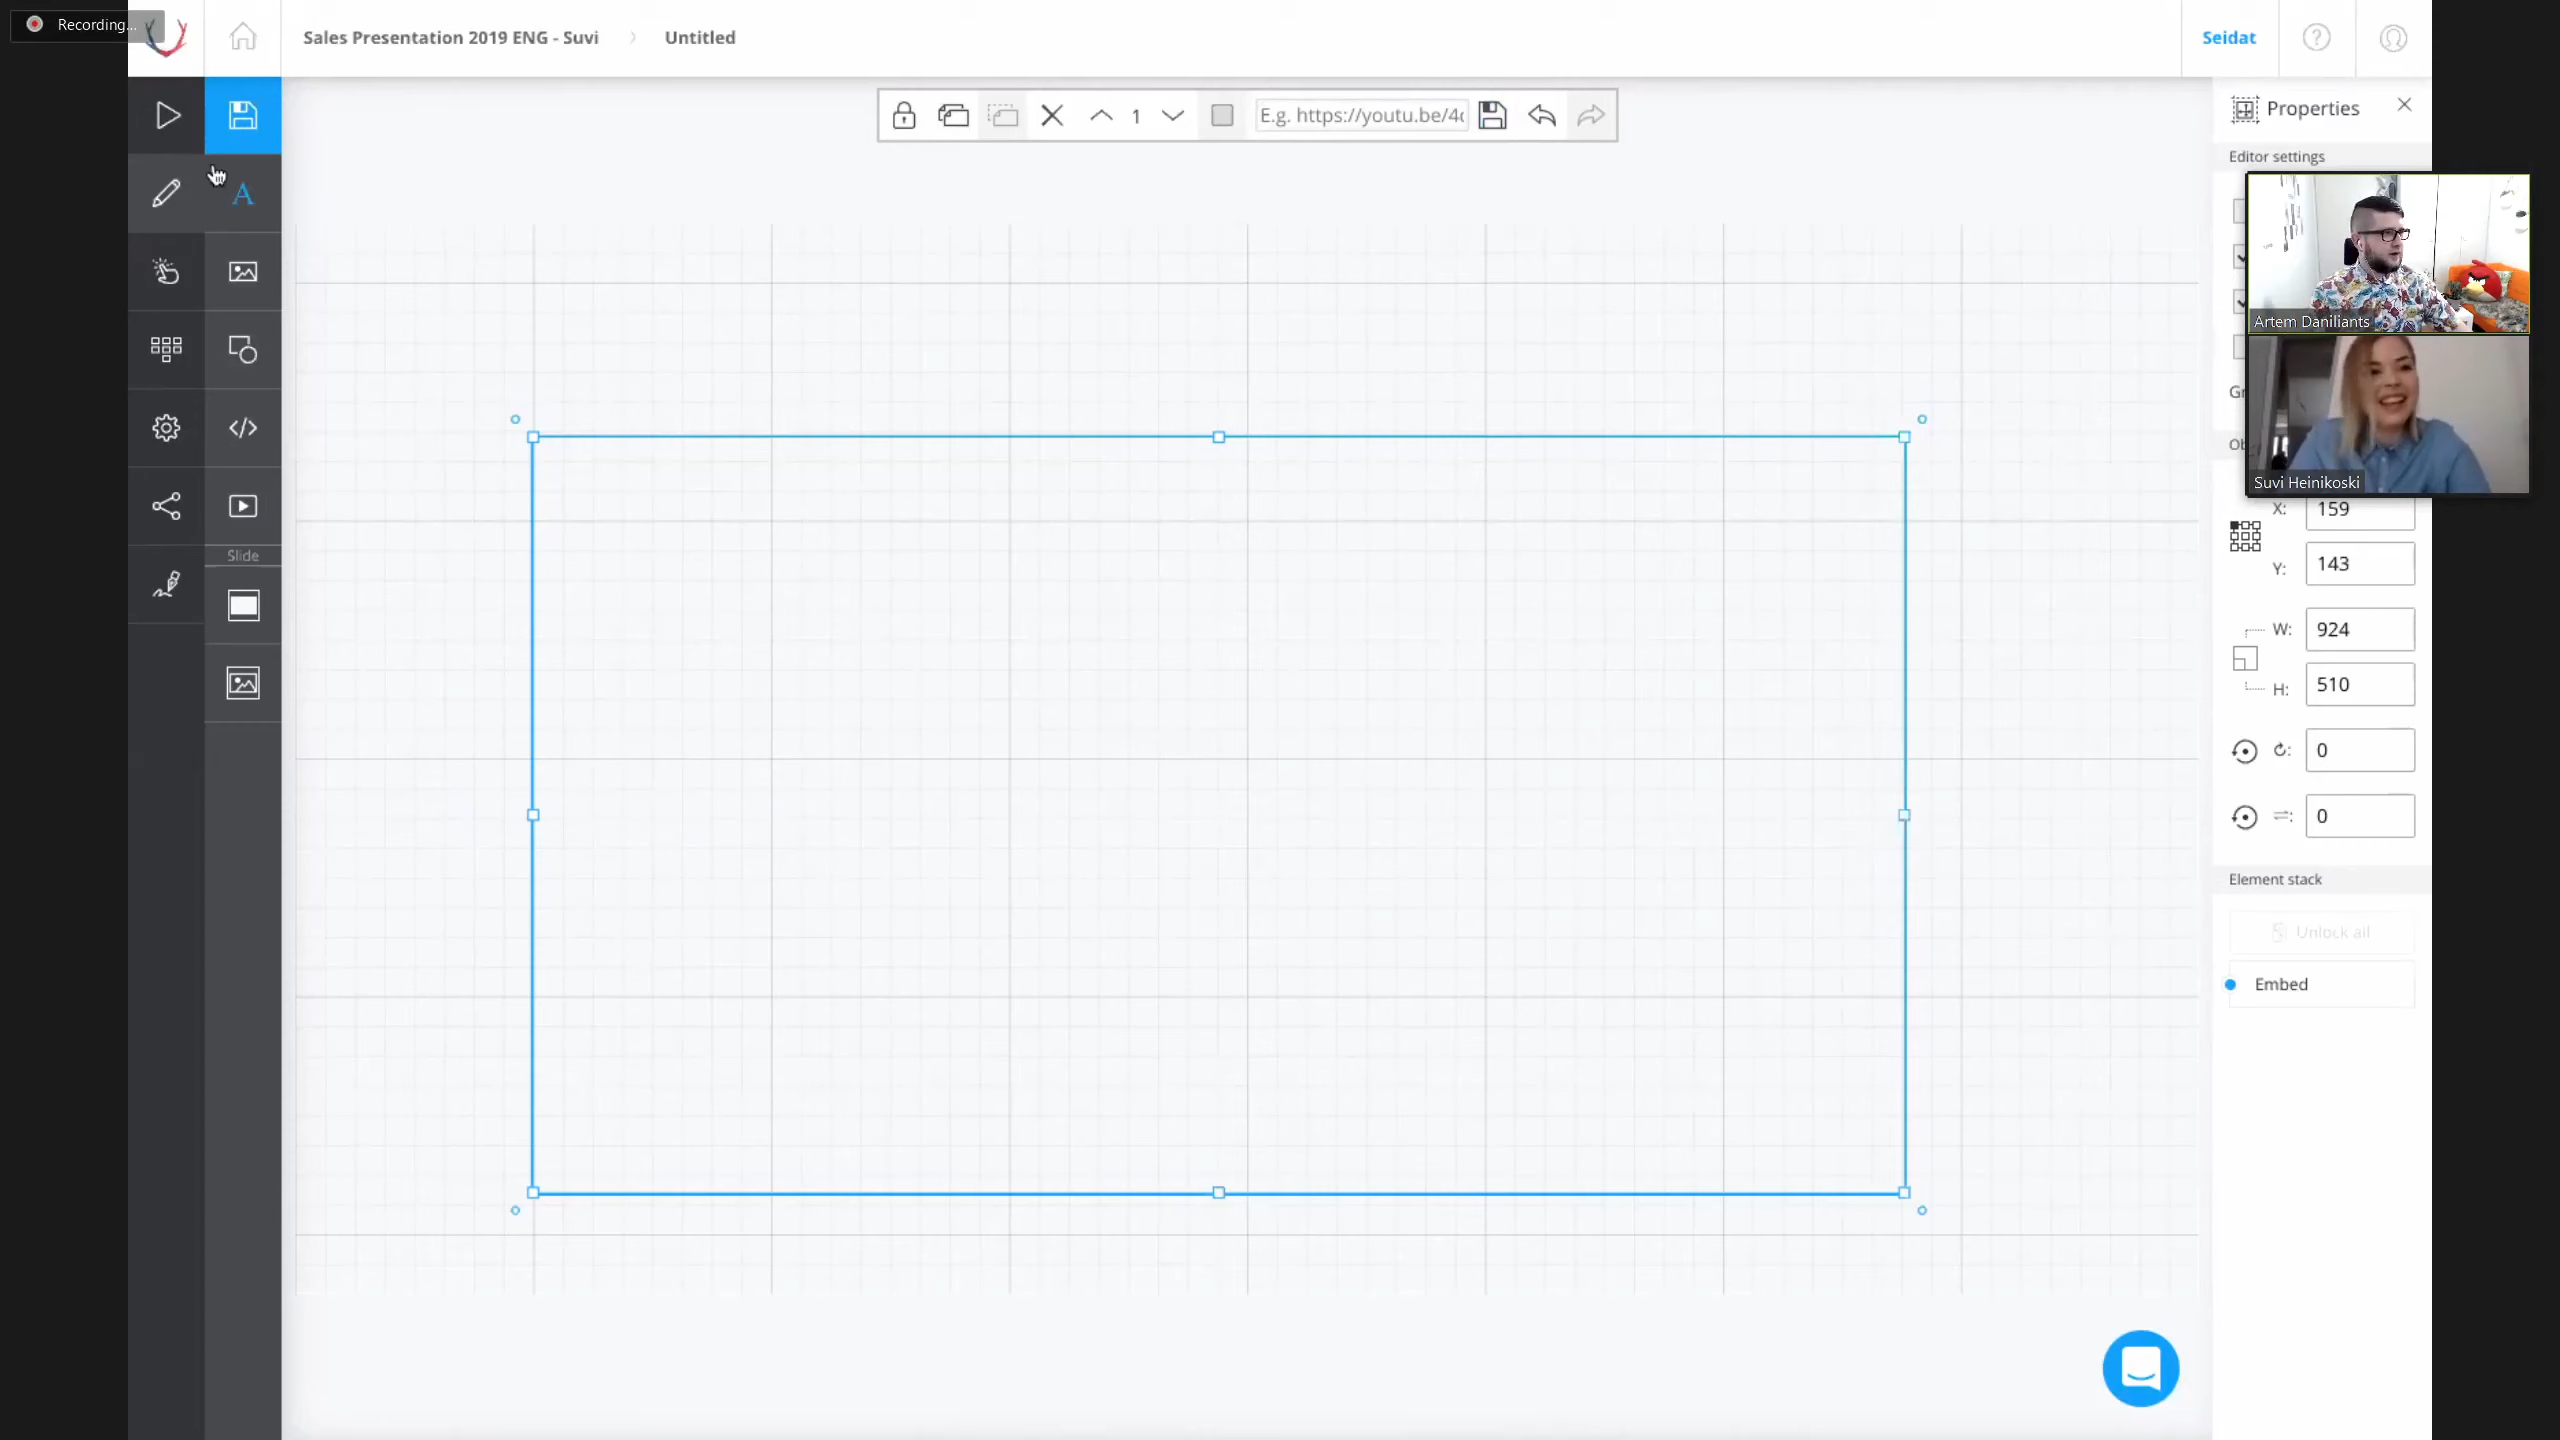 Recording...
Sales Presentation 2019 ENG - Suvi
Untitled
Seidat
1
E.g. https://youtu.be/4
Properties
Editor settings
A
Artem Daniliants
Suvi Heinikoski
X: 159
Y: 143
W: 924
H: 510
0
0
Slide
Element stack
Unlock all
Embed